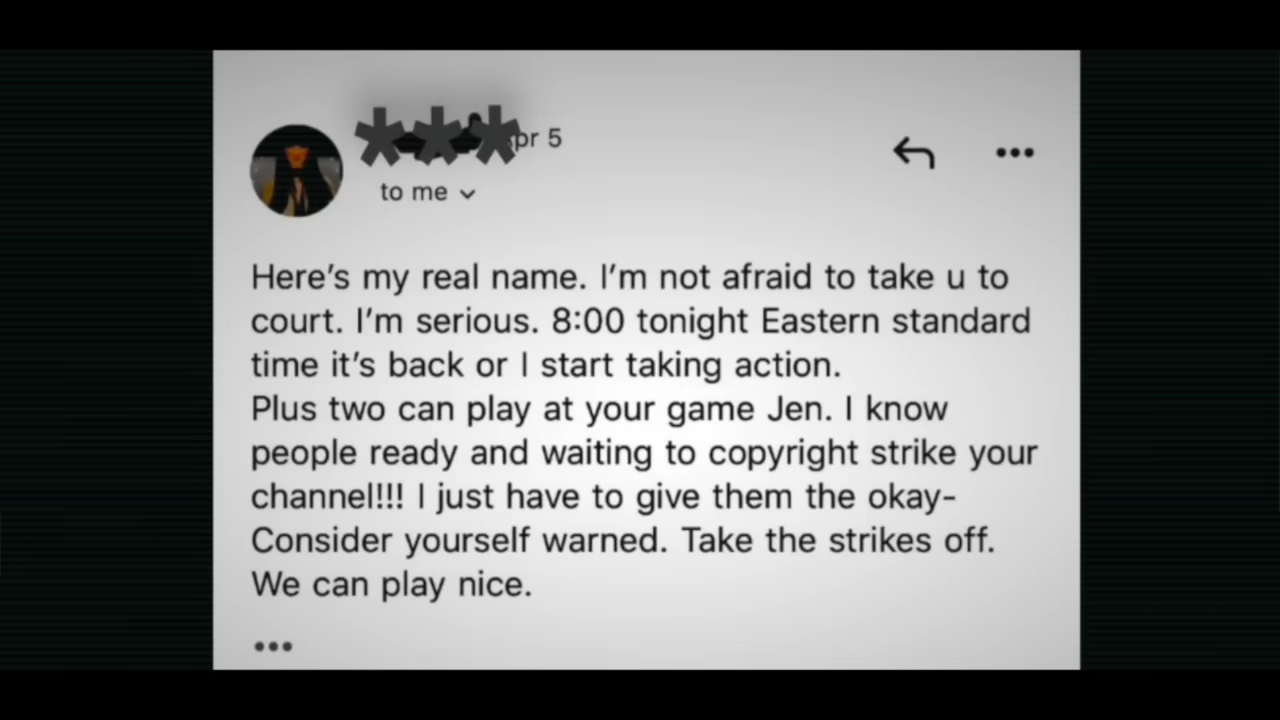 *** pr 5
to me
Here's my real name. I'm not afraid to take u to
court. I'm serious. 8:00 tonight Eastern standard
time it's back or I start taking action.
Plus two can play at your game Jen. I know
people ready and waiting to copyright strike your
channel!!! I just have to give them the okay-
Consider yourself warned. Take the strikes off.
We can play nice.